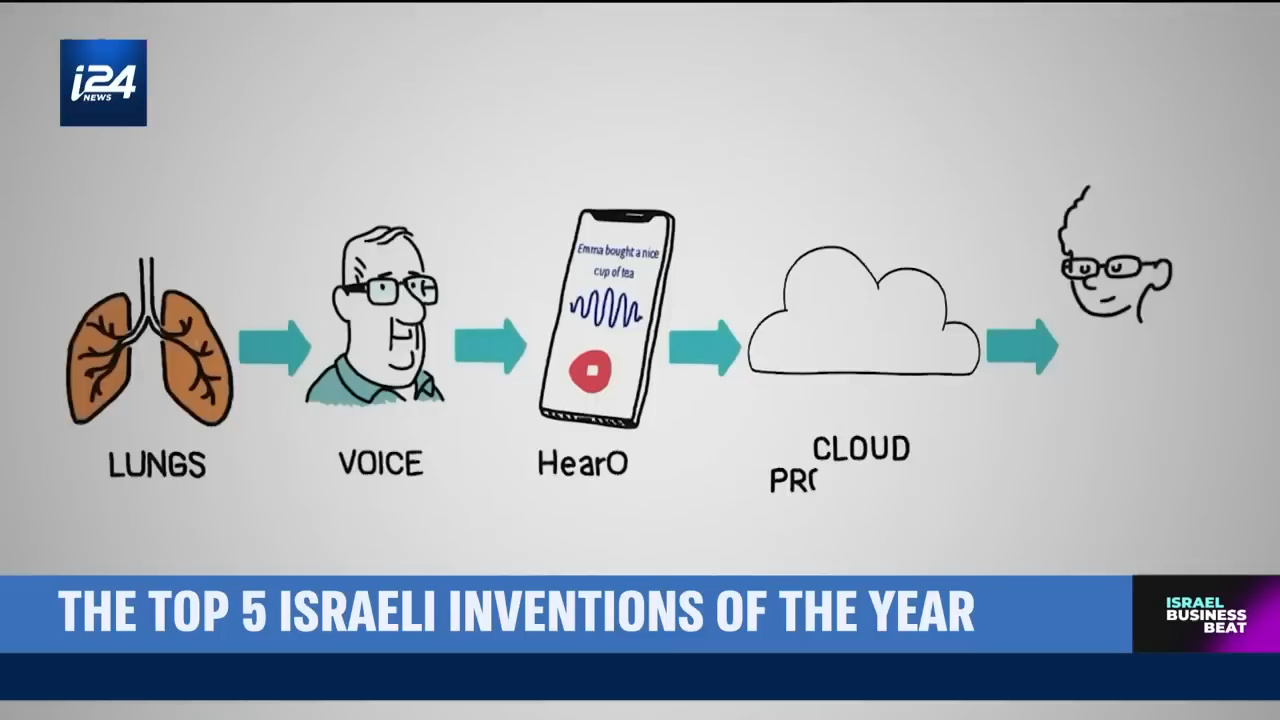 i24
NEWS
Emma bought a nice
cup of tea
LUNGS
VOICE
HearO
CLOUD
THE TOP 5 ISRAELI INVENTIONS OF THE YEAR
ISRAEL
BUSINESS
BEAT